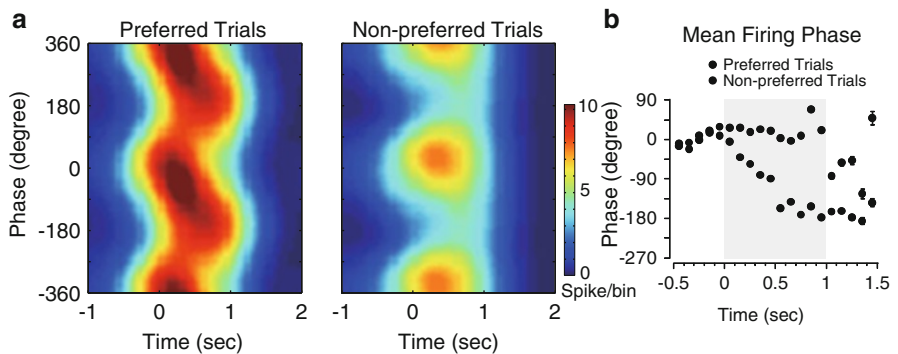 a
Preferred Trials
Non-preferred Trials
360
180
0
-180
-360
Phase (degree)
-1 0 1 2
Time (sec)
-1 0 1 2
Time (sec)
10
5
0
Spike/bin
b
Mean Firing Phase
Preferred Trials
Non-preferred Trials
90
0
-90
-180
-270
Phase (degree)
-0.5 0 0.5 1 1.5
Time (sec)